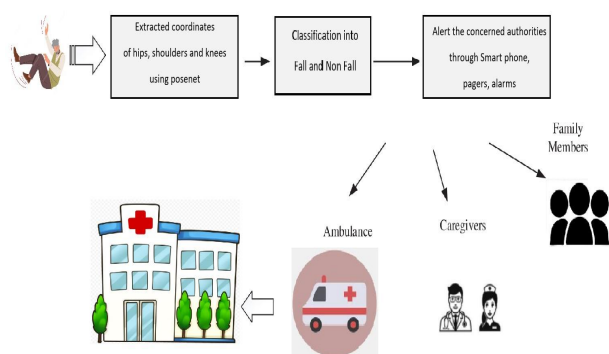 Extracted coordinates
of hips, shoulders and knees
using posenet
Classification into
Fall and Non Fall
Alert the concerned authorities
through Smart phone,
pagers, alarms
Family
Members
Ambulance
Caregivers